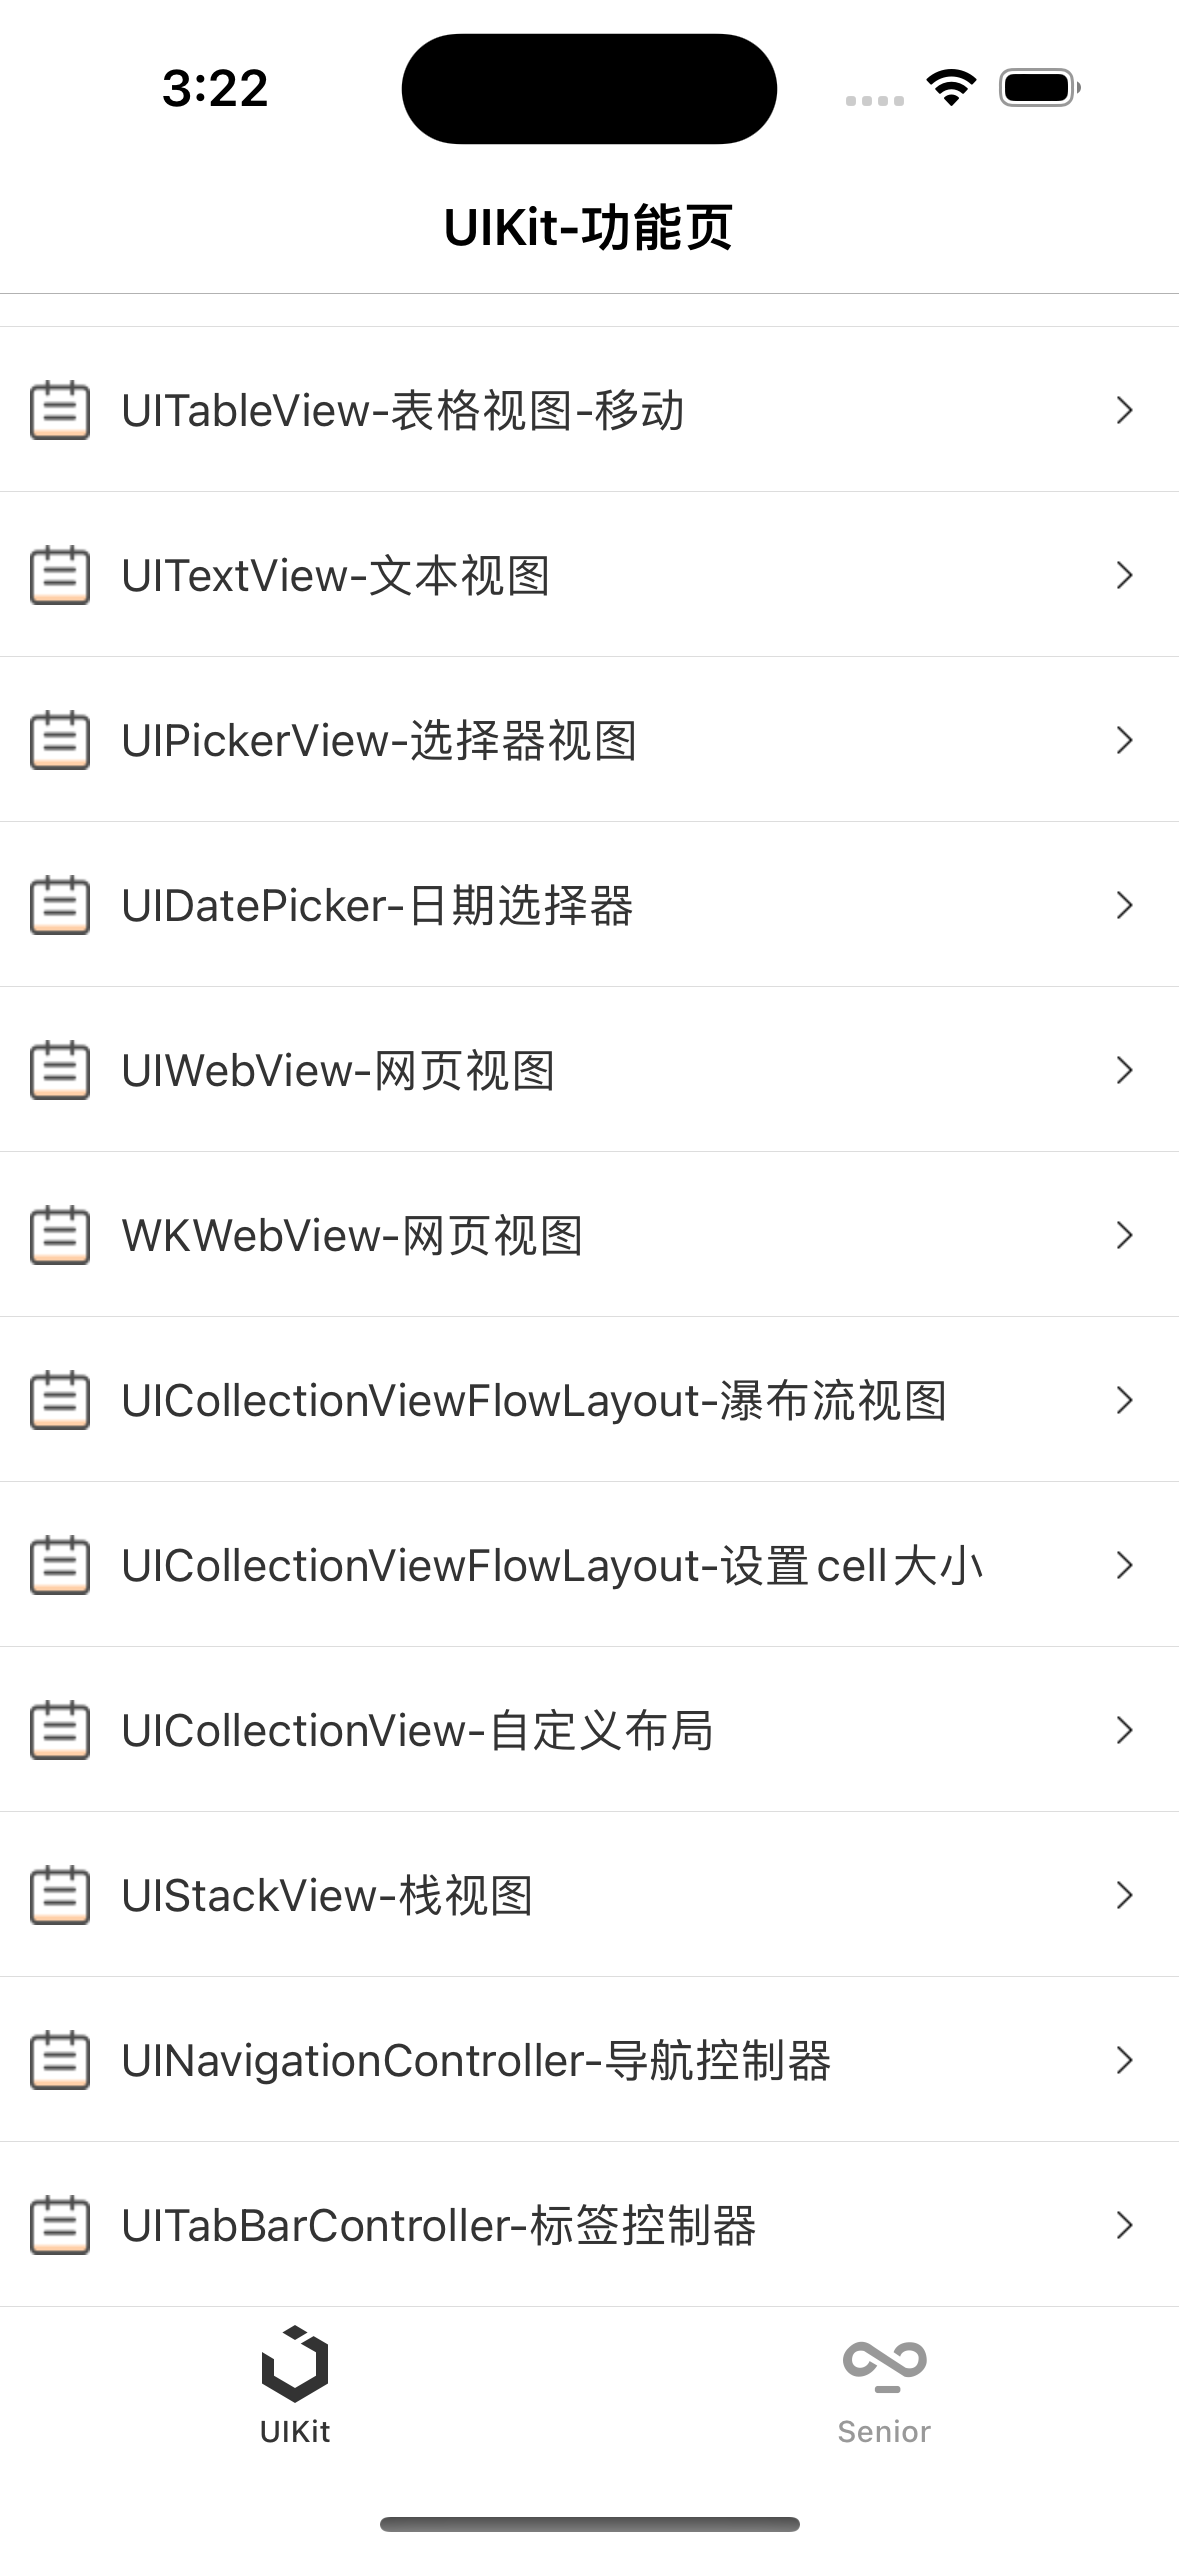 3:22
UIKit-功能页
UITableView-表格视图-移动
UITextView-文本视图
UIPickerView-选择器视图
UIDatePicker-日期选择器
UIWebView-网页视图
WKWebView-网页视图
UICollectionViewFlowLayout-瀑布流视图
UICollectionViewFlowLayout-设置cell大小
UICollectionView-自定义布局
UIStackView-栈视图
UINavigationController-导航控制器
UITabBarController-标签控制器
UIKit
Senior